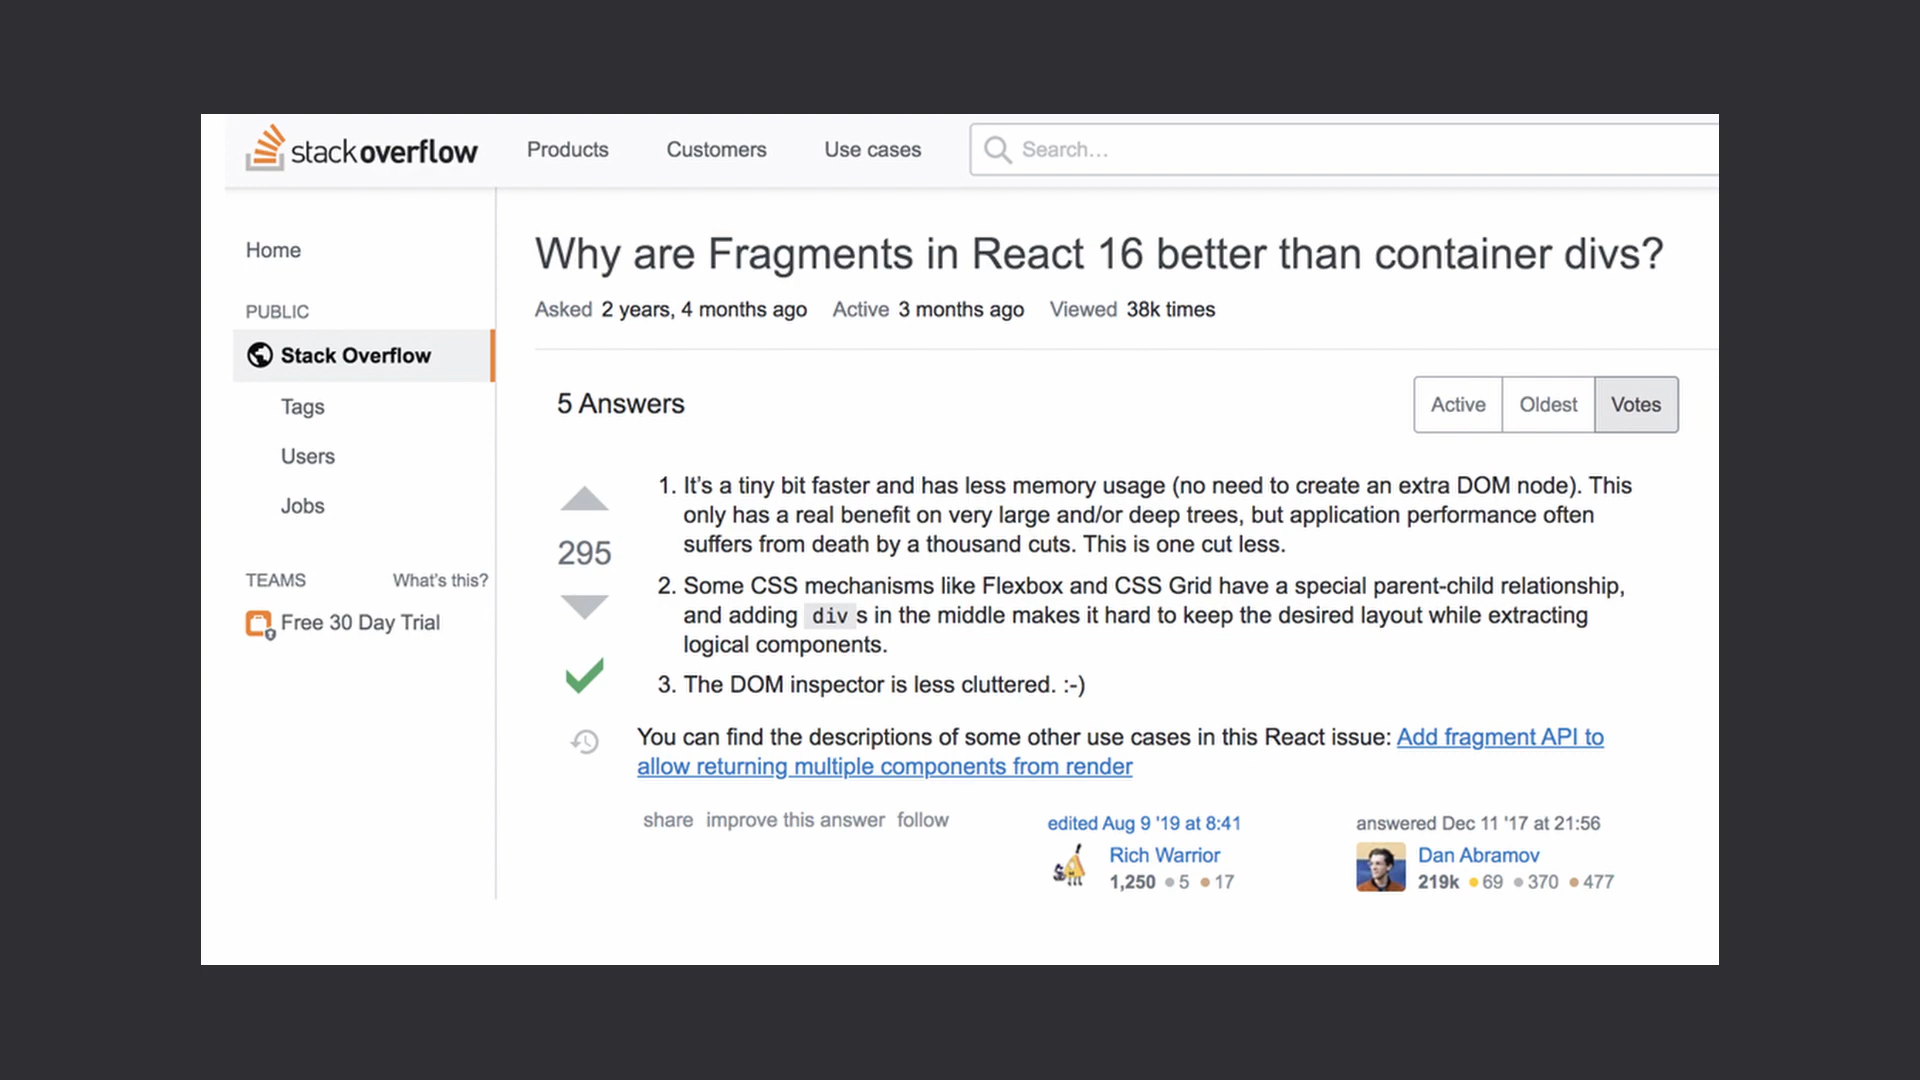 stackoverflow Products Customers Use cases Search...
Home
PUBLIC
Stack Overflow
Tags
Users
Jobs
TEAMS What's this?
Free 30 Day Trial
Why are Fragments in React 16 better than container divs?
Asked 2 years, 4 months ago Active 3 months ago Viewed 38k times
5 Answers
Active Oldest Votes
295
1. It’s a tiny bit faster and has less memory usage (no need to create an extra DOM node). This
only has a real benefit on very large and/or deep trees, but application performance often
suffers from death by a thousand cuts. This is one cut less.
2. Some CSS mechanisms like Flexbox and CSS Grid have a special parent-child relationship,
and adding div s in the middle makes it hard to keep the desired layout while extracting
logical components.
3. The DOM inspector is less cluttered. :-)
You can find the descriptions of some other use cases in this React issue: Add fragment API to
allow returning multiple components from render
share improve this answer follow
edited Aug 9 '19 at 8:41
Rich Warrior
1,250 5 17
answered Dec 11 '17 at 21:56
Dan Abramov
219k 69 370 477